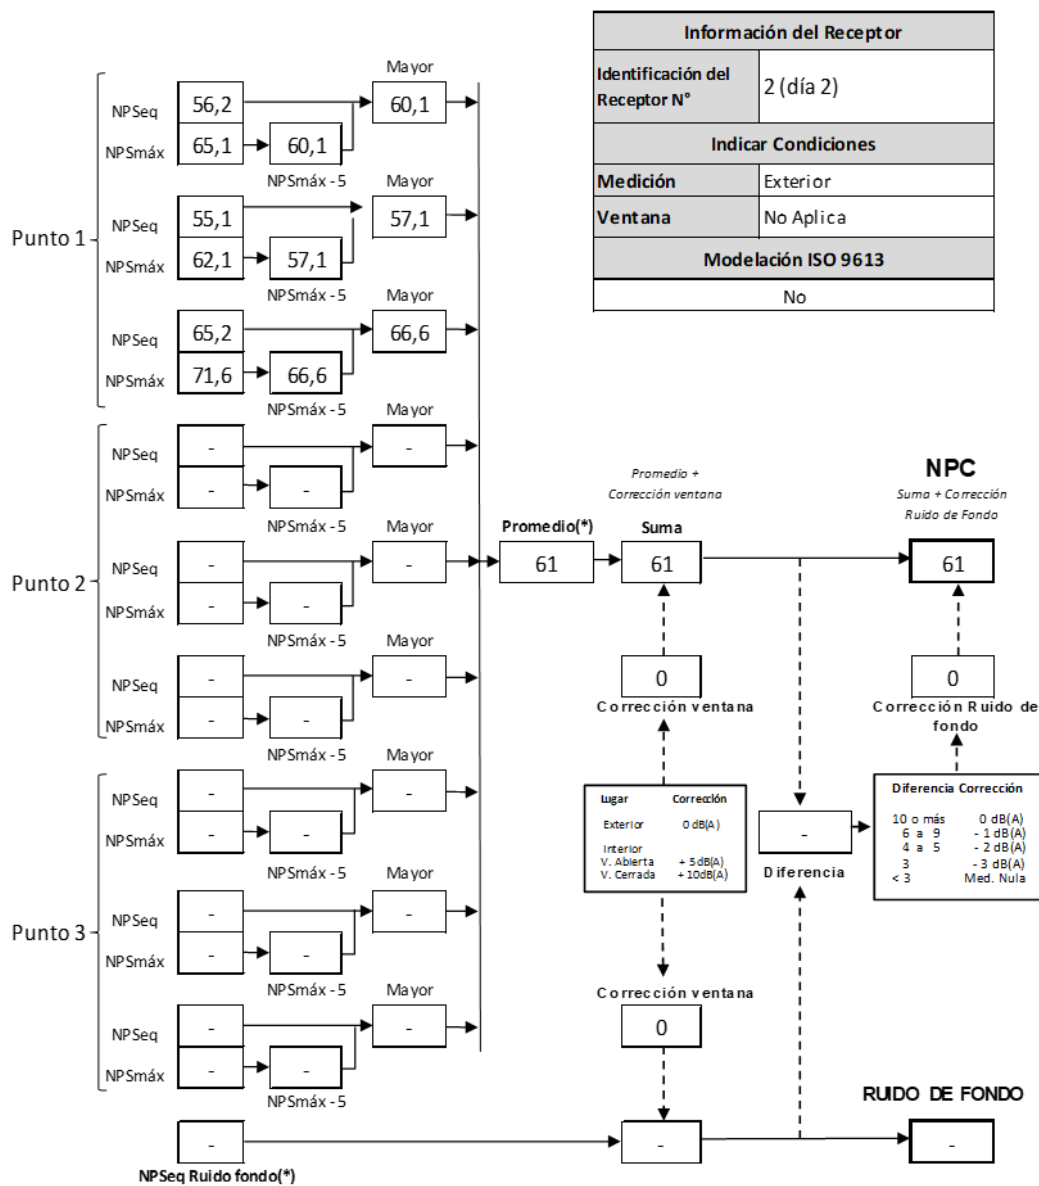 Información del Receptor
Identificación del
Receptor N°
2 (día 2)
Indicar Condiciones
Medición
Exterior
Ventana
No Aplica
Modelación ISO 9613
No
Punto 1
Mayor
NPSeq
56,2
60,1
NPSmáx
65,1
60,1
NPSmáx - 5
Mayor
NPSeq
55,1
57,1
NPSmáx
62,1
57,1
NPSmáx - 5
Mayor
NPSeq
65,2
66,6
NPSmáx
71,6
66,6
NPSmáx - 5
Punto 2
Mayor
NPSeq
-
-
NPSmáx
-
-
NPSmáx - 5
Mayor
NPSeq
-
-
NPSmáx
-
-
NPSmáx - 5
Mayor
NPSeq
-
-
NPSmáx
-
-
NPSmáx - 5
Punto 3
Mayor
NPSeq
-
-
NPSmáx
-
-
NPSmáx - 5
Mayor
NPSeq
-
-
NPSmáx
-
-
NPSmáx - 5
Mayor
NPSeq
-
-
NPSmáx
-
-
NPSmáx - 5
Promedio(*)
61
Promedio +
Corrección ventana
Suma
61
0
Corrección ventana
Lugar Corrección
Exterior 0 dB(A)
Interior
V. Abierta + 5dB(A)
V. Cerrada + 10dB(A)
Corrección ventana
0
NPC
Suma + Corrección
Ruido de Fondo
61
0
Corrección Ruido de
fondo
Diferencia Corrección
10 o más 0 dB(A)
6 a 9 - 1 dB(A)
4 a 5 - 2 dB(A)
3 - 3 dB(A)
< 3 Med. Nula
-
Diferencia
RUIDO DE FONDO
-
-
-
NPSeq Ruido fondo(*)